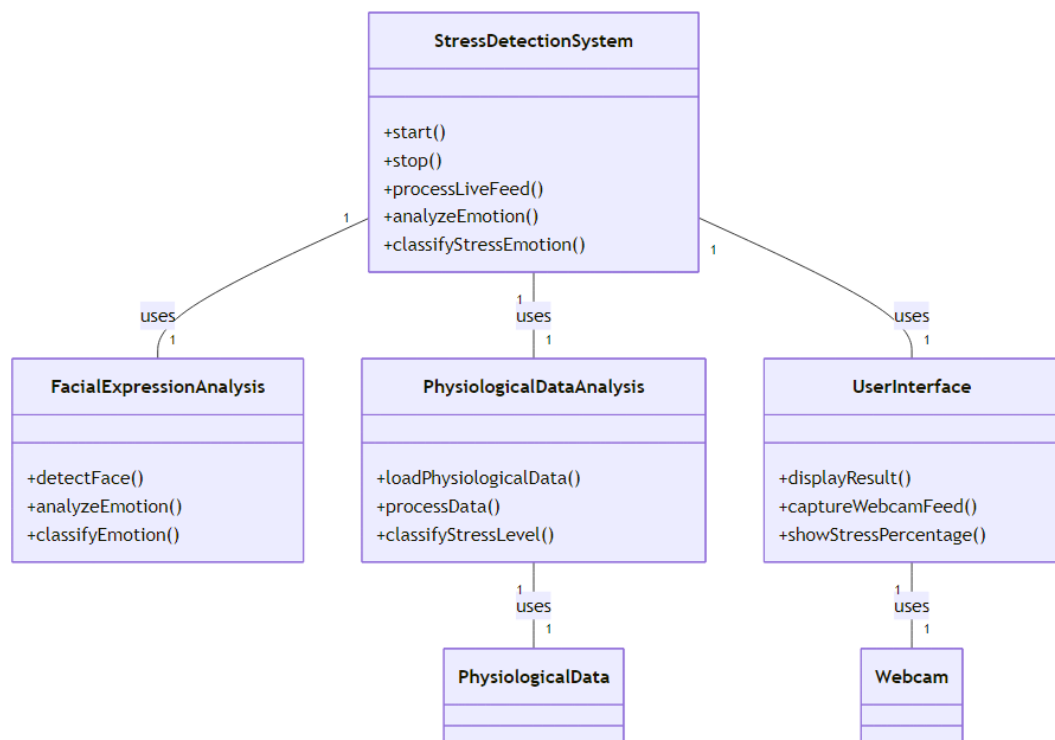 StressDetectionSystem
+start()
+stop()
+processLiveFeed()
+analyzeEmotion()
+classifyStressEmotion()
1
1
1
uses
uses
uses
1
1
1
FacialExpressionAnalysis
+detectFace()
+analyzeEmotion()
+classifyEmotion()
PhysiologicalDataAnalysis
+loadPhysiologicalData()
+processData()
+classifyStressLevel()
UserInterface
+displayResult()
+captureWebcamFeed()
+showStressPercentage()
1
uses
1
1
uses
1
PhysiologicalData
Webcam